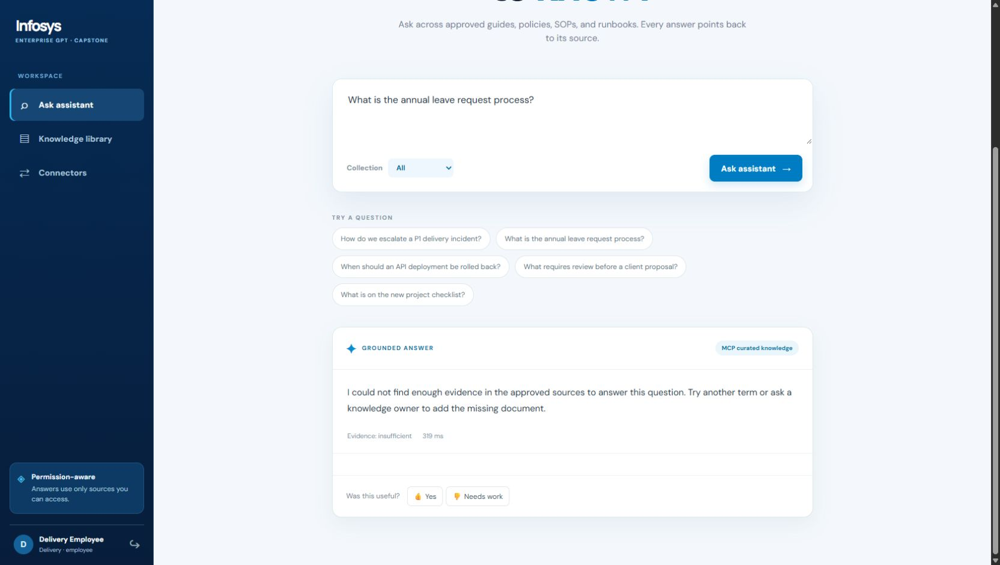 Infosys
ENTERPRISE GPT · CAPSTONE
WORKSPACE
Ask assistant
Knowledge library
Connectors
Permission-aware
Answers use only sources you
can access.
D
Delivery Employee
Delivery · employee
Ask across approved guides, policies, SOPs, and runbooks. Every answer points back
to its source.
What is the annual leave request process?
Collection All
Ask assistant →
TRY A QUESTION
How do we escalate a P1 delivery incident? What is the annual leave request process?
When should an API deployment be rolled back? What requires review before a client proposal?
What is on the new project checklist?
GROUNDED ANSWER
MCP curated knowledge
I could not find enough evidence in the approved sources to answer this question. Try another term or ask a
knowledge owner to add the missing document.
Evidence: insufficient 319 ms
Was this useful? 👍 Yes 👎 Needs work